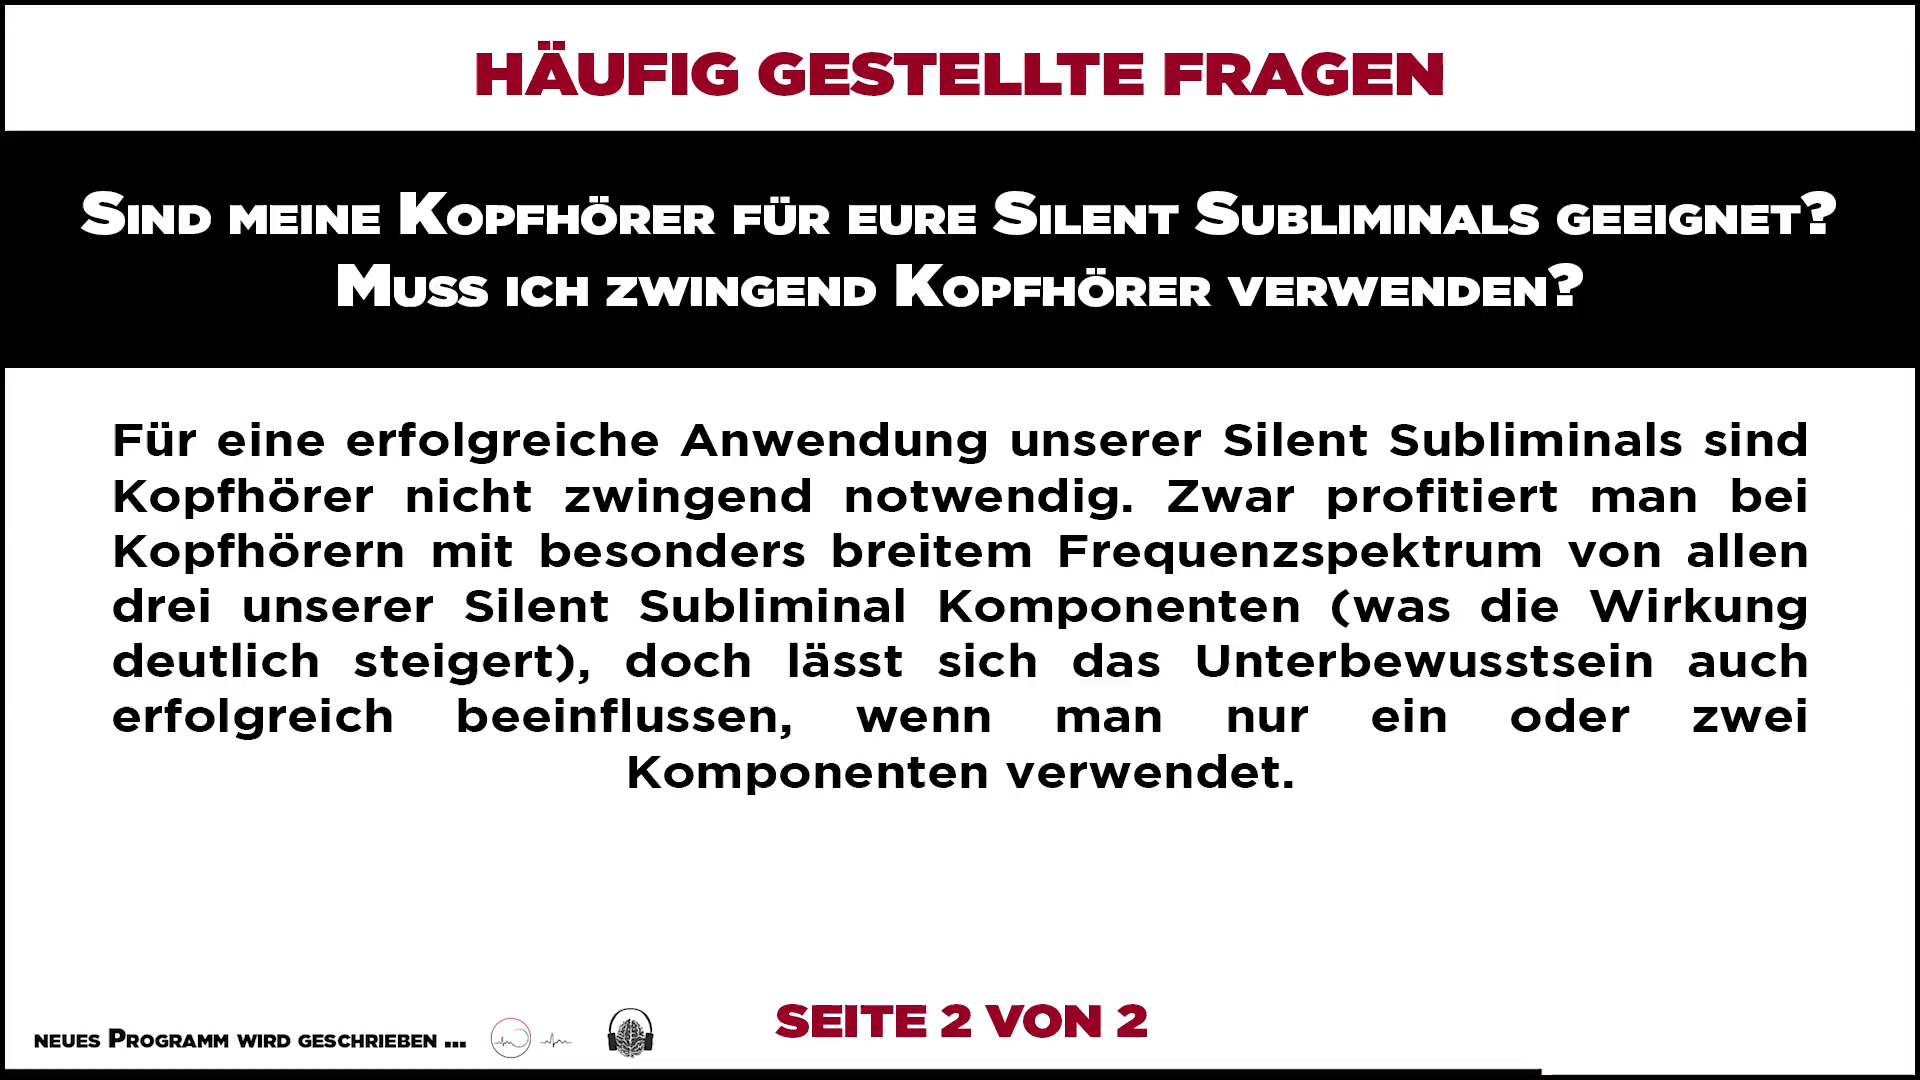 HÄUFIG GESTELLTE FRAGEN
Sind meine Kopfhörer für eure Silent Subliminals geeignet?
Muss ich zwingend Kopfhörer verwenden?
Für eine erfolgreiche Anwendung unserer Silent Subliminals sind
Kopfhörer nicht zwingend notwendig. Zwar profitiert man bei
Kopfhörern mit besonders breitem Frequenzspektrum von allen
drei unserer Silent Subliminal Komponenten (was die Wirkung
deutlich steigert), doch lässt sich das Unterbewusstsein auch
erfolgreich beeinflussen, wenn man nur ein oder zwei
Komponenten verwendet.
neues Programm wird geschrieben ...
SEITE 2 VON 2